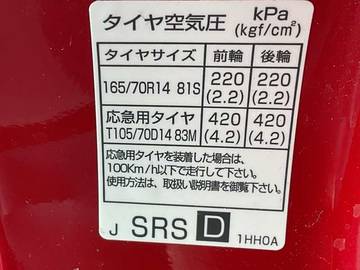 タイヤ空気圧 kPa (kgf/cm²)
タイヤサイズ 前輪 後輪
165/70R14 81S 220 (2.2) 220 (2.2)
応急用タイヤ T105/70D14 83M 420 (4.2) 420 (4.2)
応急用タイヤを装着した場合は、
100Km/h以下で走行して下さい。
使用方法は、取扱い説明書を御覧下さい。
J SRS D 1HH0A